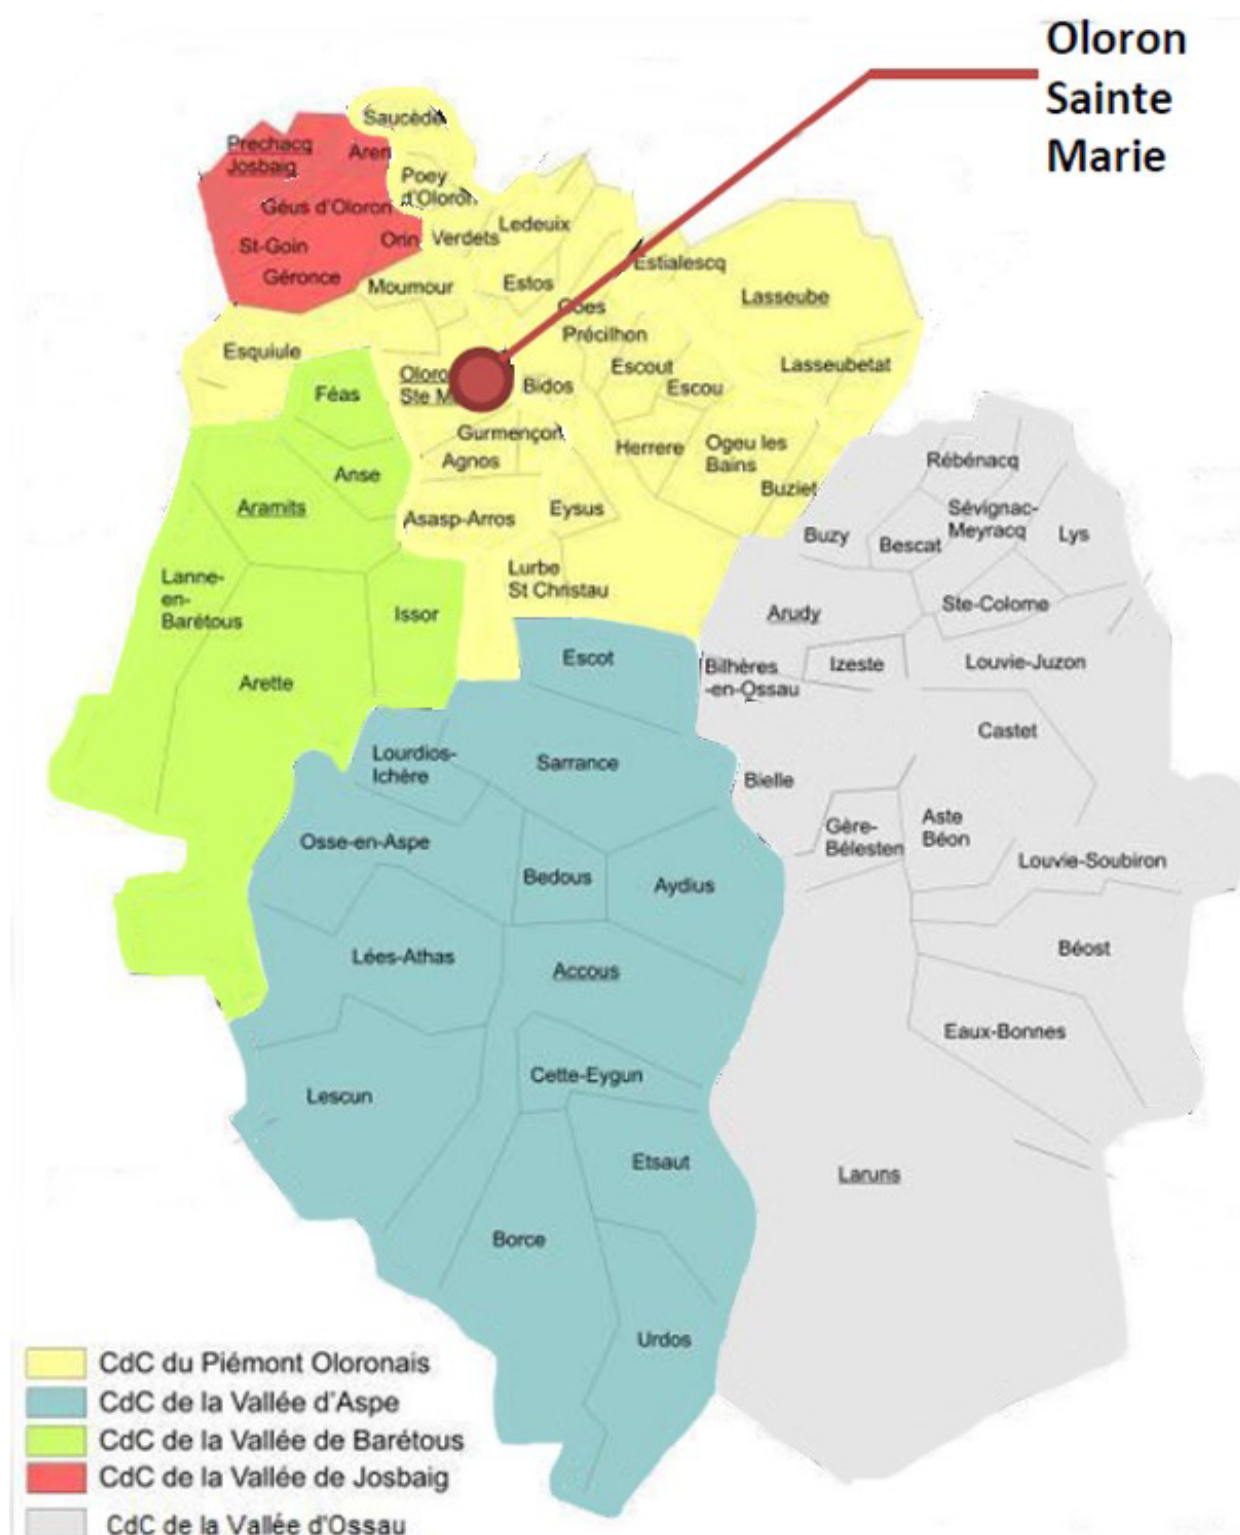 Oloron
Sainte
Marie
Saucède
Prechacq
Josbaig
Aren
Poey
d'Oloron
Géus d'Oloron
Ledeuix
St-Goin
Orin
Verdets
Géronce
Moumour
Estos
Estialescq
Goes
Lasseube
Précilhon
Esquiule
Escout
Lasseubetat
Escou
Oloro
Ste M
Bidos
Féas
Gurmençon
Agnos
Herrere
Ogeu les
Bains
Buziet
Rébénacq
Anse
Aramits
Asasp-Arros
Eysus
Sévignac-
Meyracq
Buzy
Bescat
Lys
Lanne-
en-
Barétous
Lurbe
St Christau
Issor
Arudy
Ste-Colome
Escot
Bilhères
-en-Ossau
Izeste
Louvie-Juzon
Arette
Castet
Lourdios-
Ichère
Sarrance
Bielle
Osse-en-Aspe
Gère-
Bélesten
Aste
Béon
Louvie-Soubiron
Bedous
Aydius
Lées-Athas
Accous
Béost
Eaux-Bonnes
Cette-Eygun
Lescun
Etsaut
Laruns
Borce
Urdos
CdC du Piémont Oloronais
CdC de la Vallée d'Aspe
CdC de la Vallée de Barétous
CdC de la Vallée de Josbaig
CdC de la Vallée d'Ossau